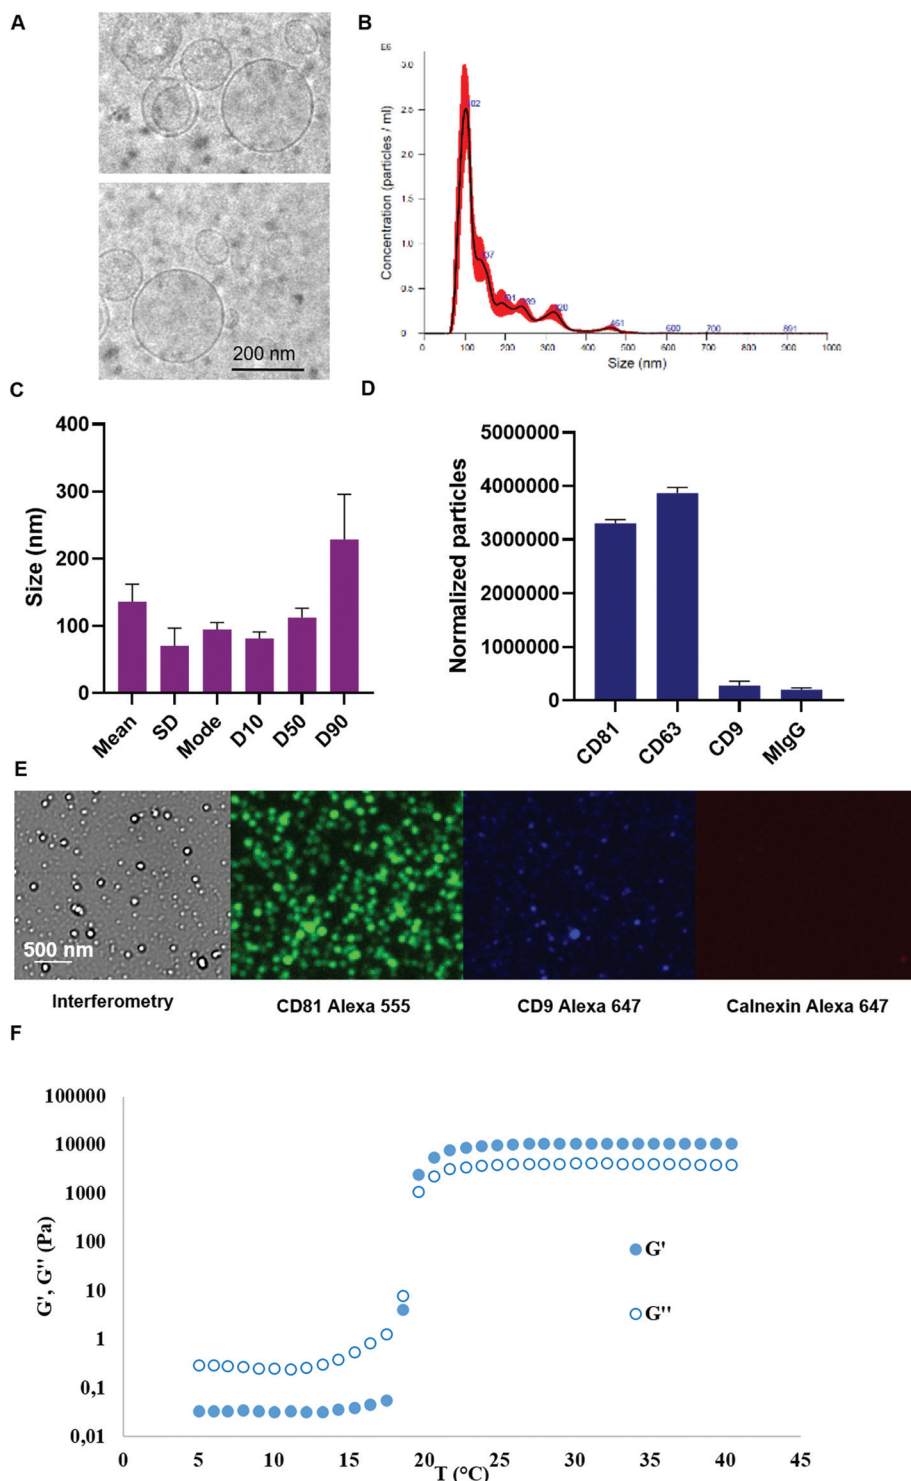 A
B
200 nm
E6
3.0
2.5
2.0
1.5
1.0
0.5
0
Concentration (particles / ml)
102
461
600
700
891
0 100 200 300 400 500 600 700 800 900 1000
Size (nm)
C
D
400
300
200
100
0
Size (nm)
Mean
SD
Mode
D10
D50
D90
5000000
4000000
3000000
2000000
1000000
0
Normalized particles
CD81
CD63
CD9
MIgG
E
500 nm
Interferometry
CD81 Alexa 555
CD9 Alexa 647
Calnexin Alexa 647
F
100000
10000
1000
100
10
1
0,1
0,01
G', G'' (Pa)
G'
G''
0 5 10 15 20 25 30 35 40 45
T (°C)